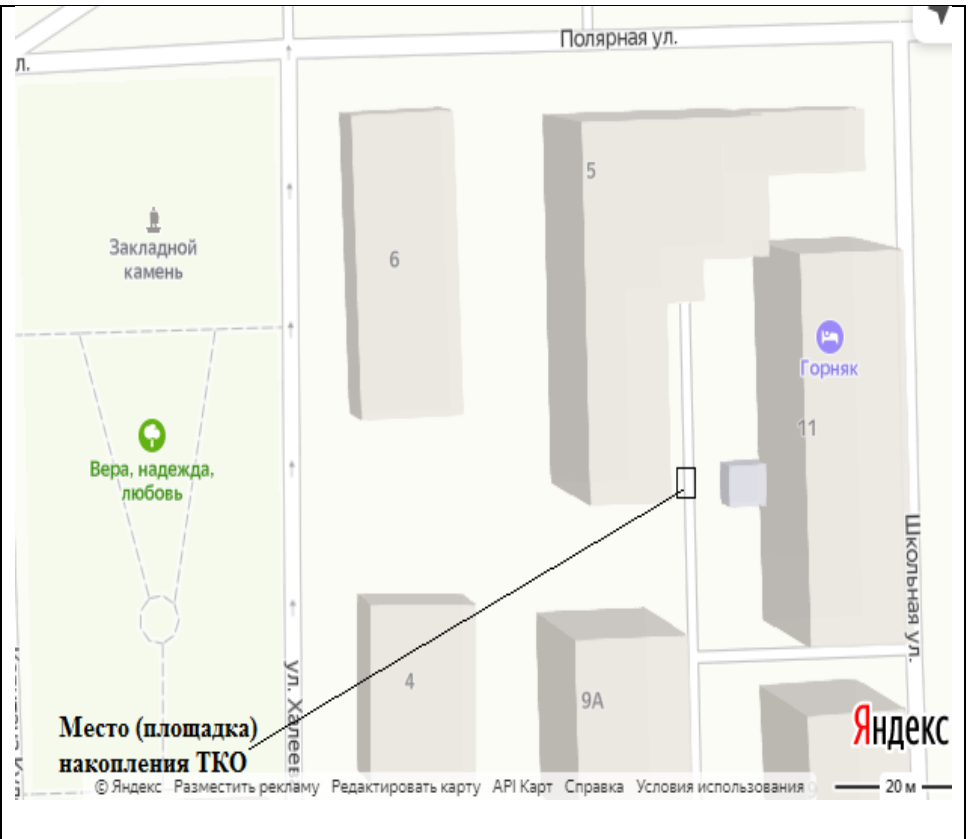 Полярная ул.
л.
5
6
Закладной
камень
Горняк
11
Вера, надежда,
любовь
Школьная ул.
4
9А
ул. Халеев
Место (площадка)
накопления ТКО
Яндекс
© Яндекс Разместить рекламу Редактировать карту API Карт Справка Условия использования
20 м